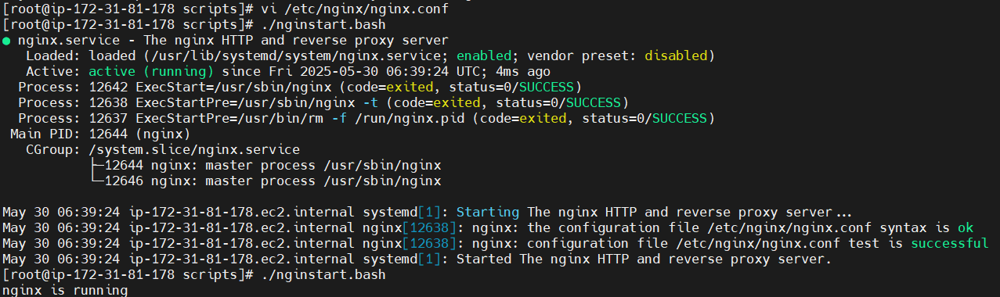 [root@ip-172-31-81-178 scripts]# vi /etc/nginx/nginx.conf
[root@ip-172-31-81-178 scripts]# ./nginstart.bash
● nginx.service - The nginx HTTP and reverse proxy server
   Loaded: loaded (/usr/lib/systemd/system/nginx.service; enabled; vendor preset: disabled)
   Active: active (running) since Fri 2025-05-30 06:39:24 UTC; 4ms ago
  Process: 12642 ExecStart=/usr/sbin/nginx (code=exited, status=0/SUCCESS)
  Process: 12638 ExecStartPre=/usr/sbin/nginx -t (code=exited, status=0/SUCCESS)
  Process: 12637 ExecStartPre=/usr/bin/rm -f /run/nginx.pid (code=exited, status=0/SUCCESS)
 Main PID: 12644 (nginx)
   CGroup: /system.slice/nginx.service
           ├─12644 nginx: master process /usr/sbin/nginx
           └─12646 nginx: master process /usr/sbin/nginx

May 30 06:39:24 ip-172-31-81-178.ec2.internal systemd[1]: Starting The nginx HTTP and reverse proxy server...
May 30 06:39:24 ip-172-31-81-178.ec2.internal nginx[12638]: nginx: the configuration file /etc/nginx/nginx.conf syntax is ok
May 30 06:39:24 ip-172-31-81-178.ec2.internal nginx[12638]: nginx: configuration file /etc/nginx/nginx.conf test is successful
May 30 06:39:24 ip-172-31-81-178.ec2.internal systemd[1]: Started The nginx HTTP and reverse proxy server.
[root@ip-172-31-81-178 scripts]# ./nginstart.bash
nginx is running